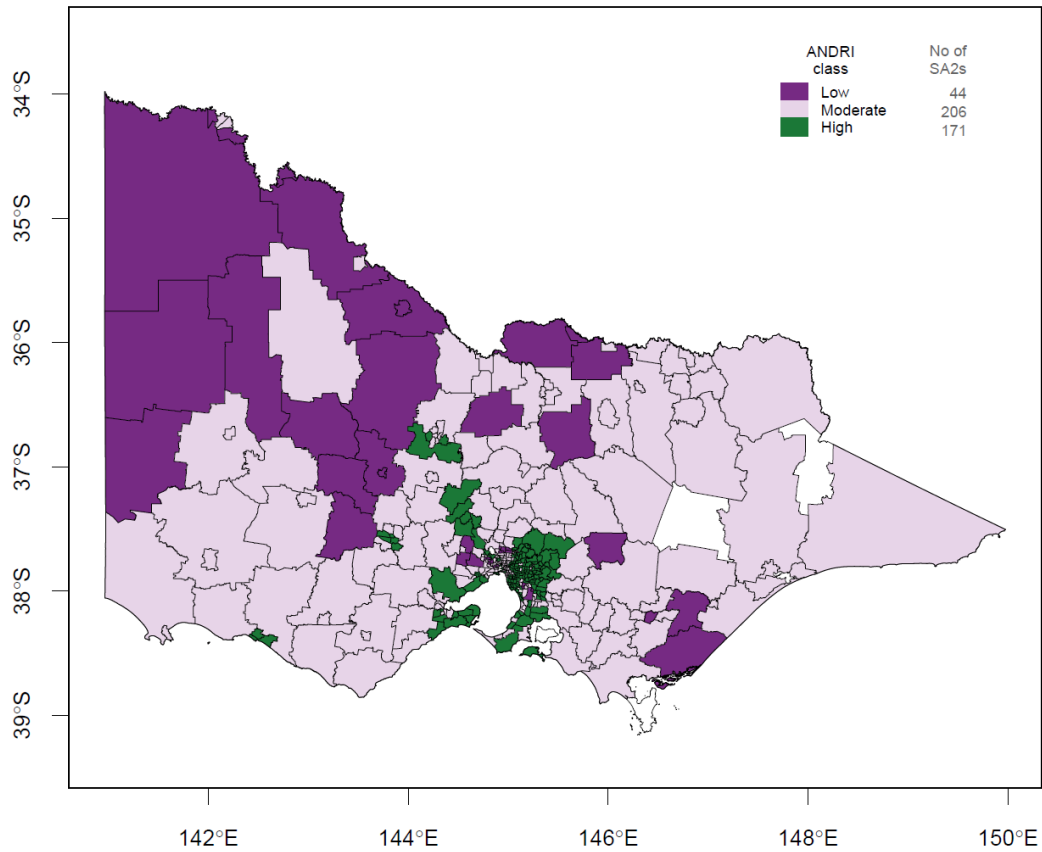 ANDRI No of
class SA2s
Low 44
Moderate 206
High 171
34°S
35°S
36°S
37°S
38°S
39°S
142°E 144°E 146°E 148°E 150°E